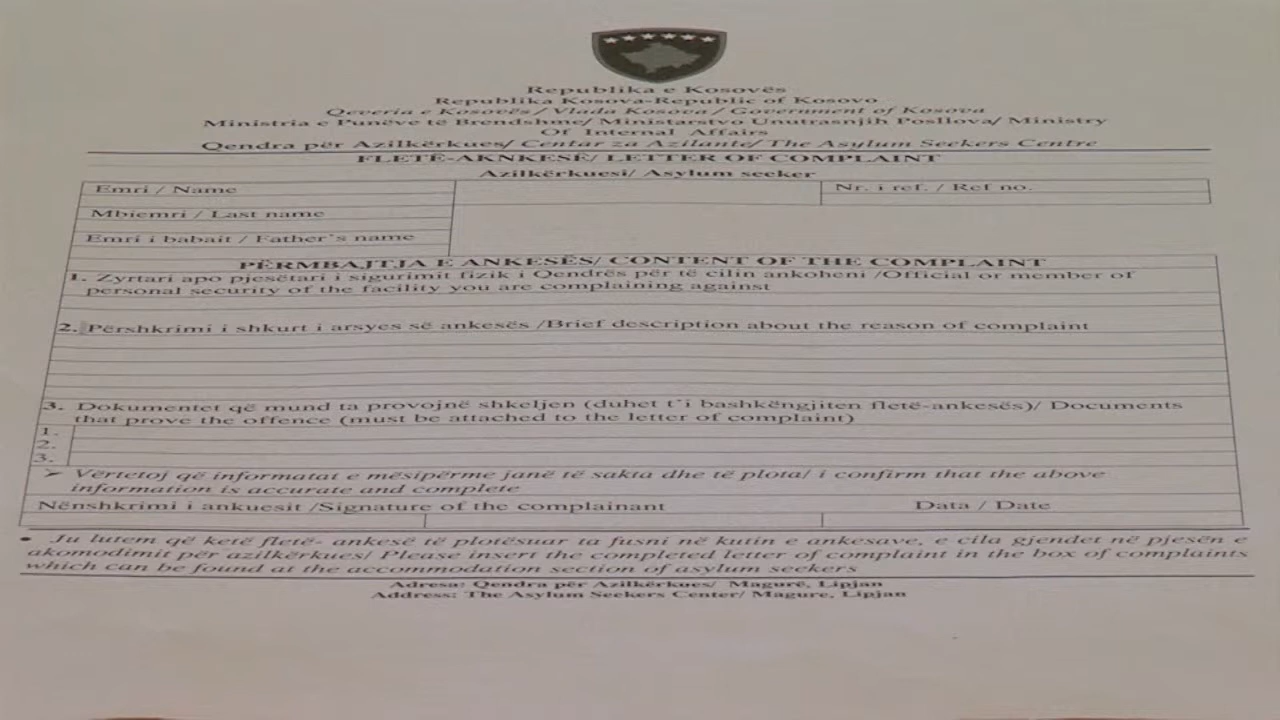 Republika e Kosovës
Republika Kosova-Republic of Kosovo
Qeveria e Kosovës/ Vlada Kosova/ Government of Kosova
Ministria e Punëve të Brendshme/ Ministarstvo Unutrasnjih Posllova/ Ministry
Of Internal Affairs
Qendra për Azilkërkues/ Centar za Azilante/ The Asylum Seekers Centre
FLETË-AKNKESË/ LETTER OF COMPLAINT
Azilkërkuesi/ Asylum seeker
Emri / Name
Nr. i ref. / Ref no.
Mbiemri / Last name
Emri i babait / Father's name
PËRMBAJTJA E ANKESËS/ CONTENT OF THE COMPLAINT
1. Zyrtari apo pjesëtari i sigurimit fizik i Qendrës për të cilin ankoheni /Official or member of
personal security of the facility you are complaining against
2. Përshkrimi i shkurt i arsyes së ankesës /Brief description about the reason of complaint
3. Dokumentet që mund ta provojnë shkeljen (duhet t'i bashkëngjiten fletë-ankesës)/ Documents
that prove the offence (must be attached to the letter of complaint)
1.
2.
3.
➢ Vërtetoj që informatat e mësipërme janë të sakta dhe të plota/ i confirm that the above
information is accurate and complete
Nënshkrimi i ankuesit /Signature of the complainant
Data / Date
• Ju lutem që ketë fletë- ankesë të plotësuar ta fusni në kutin e ankesave, e cila gjendet në pjesën e
akomodimit për azilkërkues/ Please insert the completed letter of complaint in the box of complaints
which can be found at the accommodation section of asylum seekers
Adresa: Qendra për Azilkërkues/ Magurë, Lipjan
Address: The Asylum Seekers Center/ Magure, Lipjan